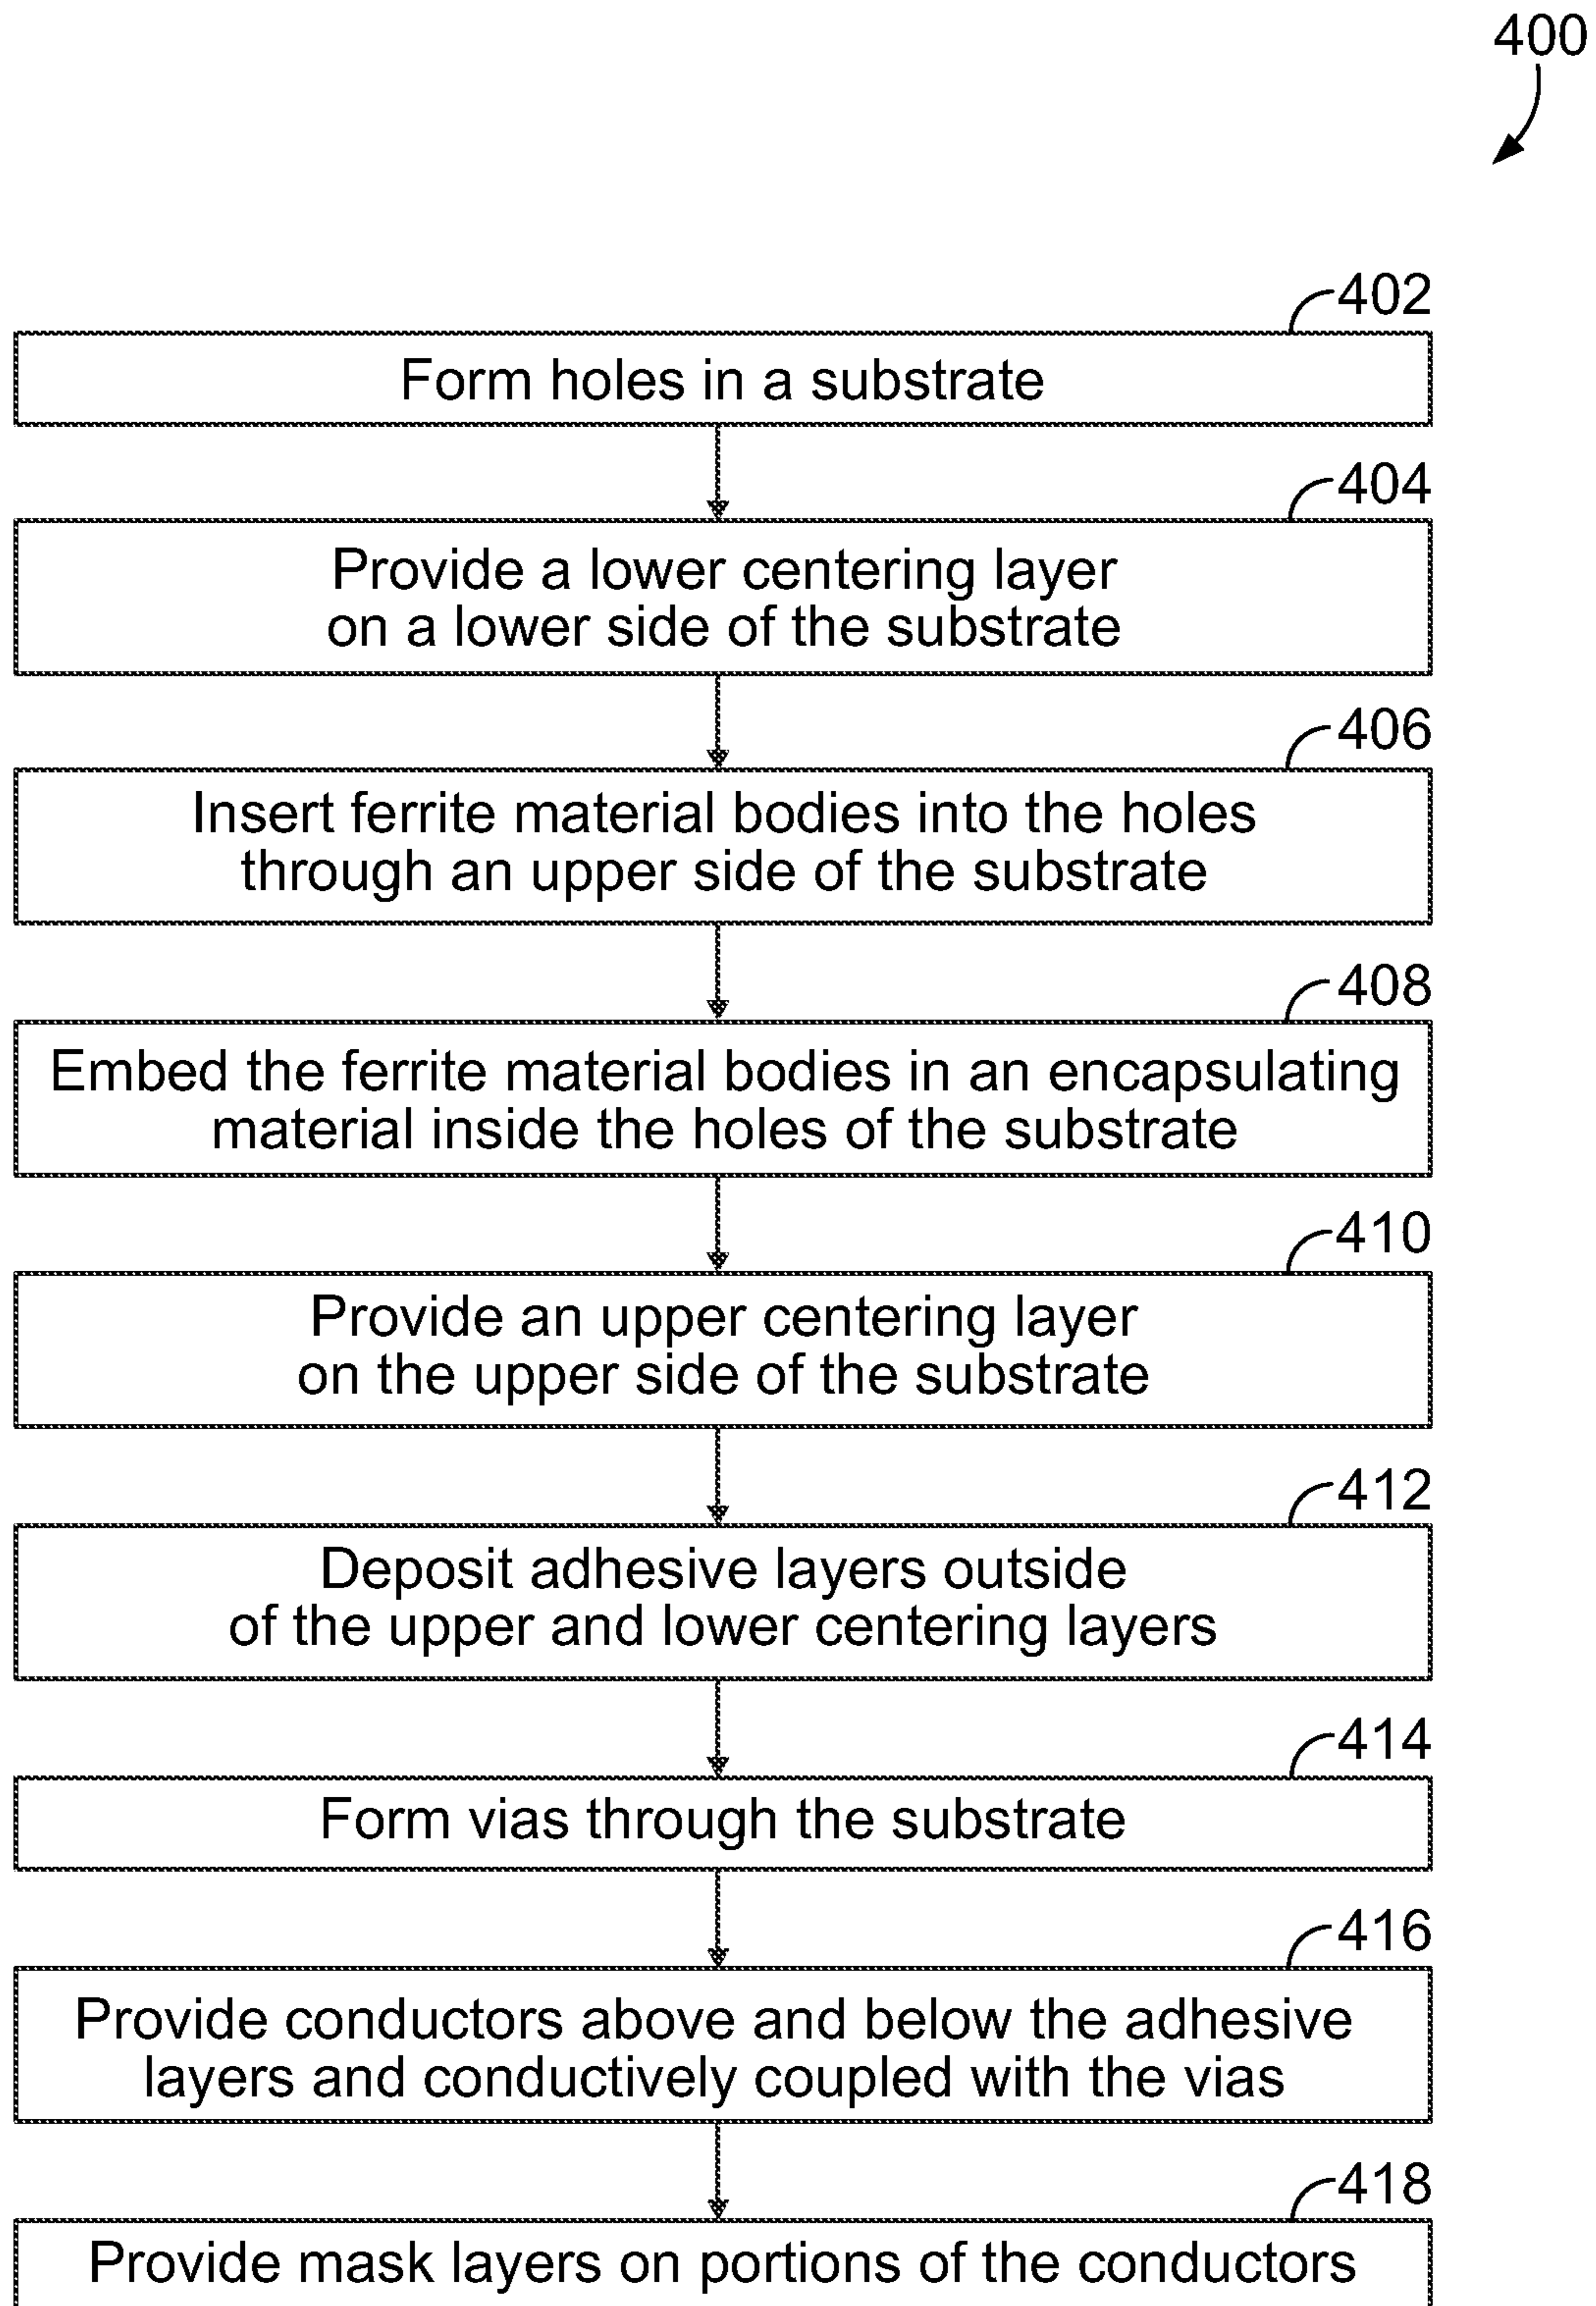 400
402
Form holes in a substrate
404
Provide a lower centering layer
on a lower side of the substrate
406
Insert ferrite material bodies into the holes
through an upper side of the substrate
408
Embed the ferrite material bodies in an encapsulating
material inside the holes of the substrate
410
Provide an upper centering layer
on the upper side of the substrate
412
Deposit adhesive layers outside
of the upper and lower centering layers
414
Form vias through the substrate
416
Provide conductors above and below the adhesive
layers and conductively coupled with the vias
418
Provide mask layers on portions of the conductors